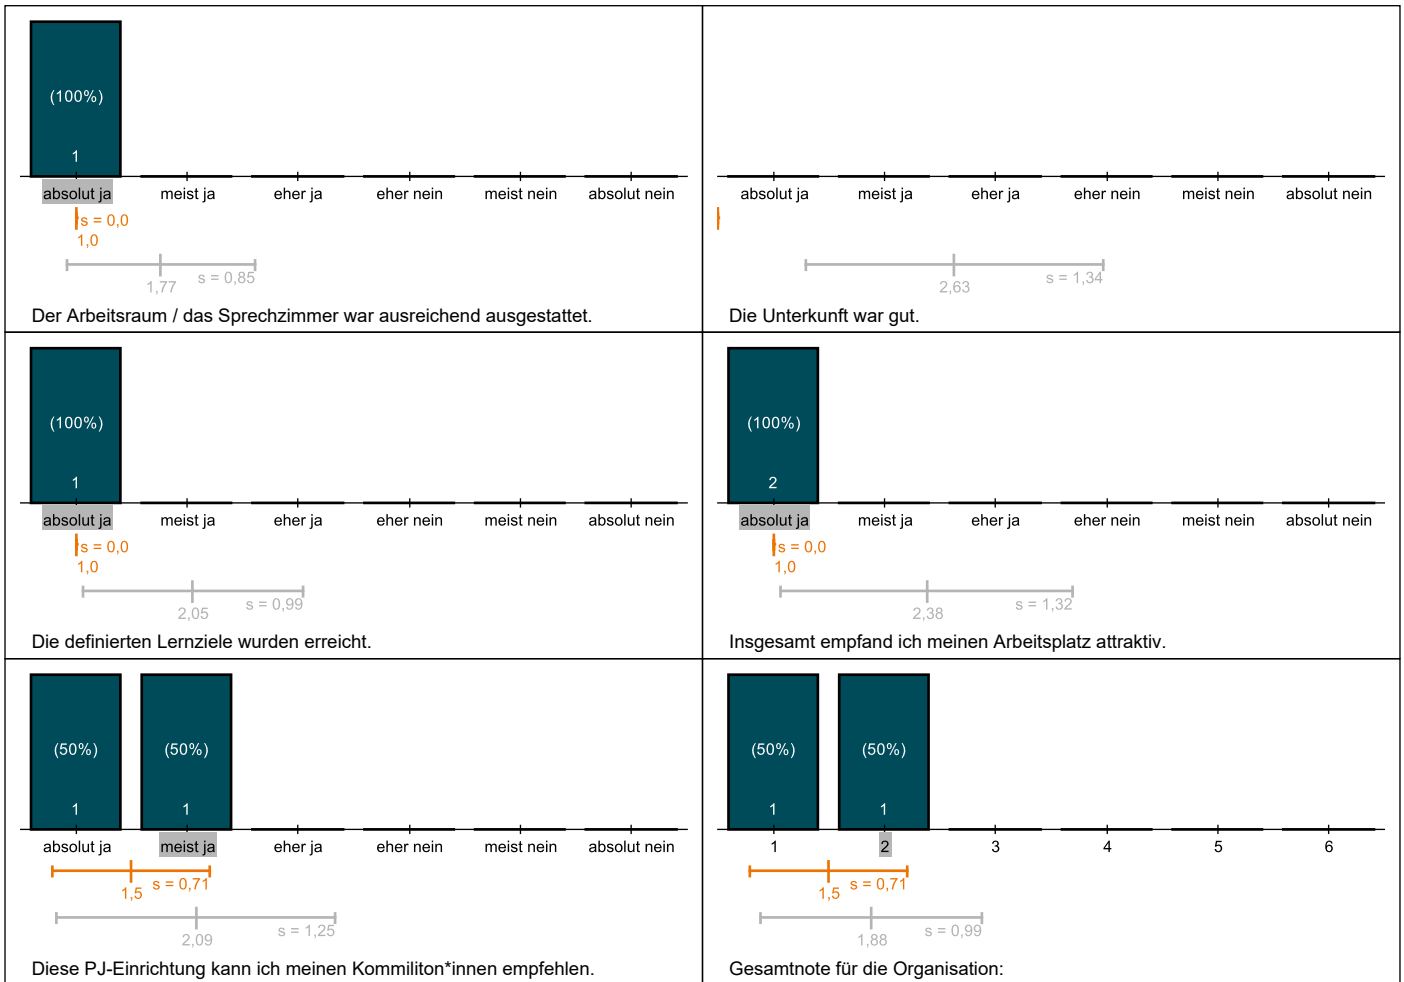 (100%)
1
absolut ja meist ja eher ja eher nein meist nein absolut nein
s = 0,0
1,0
s = 0,85
1,77
Der Arbeitsraum / das Sprechzimmer war ausreichend ausgestattet.
absolut ja meist ja eher ja eher nein meist nein absolut nein
s = 1,34
2,63
Die Unterkunft war gut.
(100%)
1
absolut ja meist ja eher ja eher nein meist nein absolut nein
s = 0,0
1,0
s = 0,99
2,05
Die definierten Lernziele wurden erreicht.
(100%)
2
absolut ja meist ja eher ja eher nein meist nein absolut nein
s = 0,0
1,0
s = 1,32
2,38
Insgesamt empfand ich meinen Arbeitsplatz attraktiv.
(50%) (50%)
1 1
absolut ja meist ja eher ja eher nein meist nein absolut nein
s = 0,71
1,5
s = 1,25
2,09
Diese PJ-Einrichtung kann ich meinen Kommiliton*innen empfehlen.
(50%) (50%)
1 1
1 2 3 4 5 6
s = 0,71
1,5
s = 0,99
1,88
Gesamtnote für die Organisation: